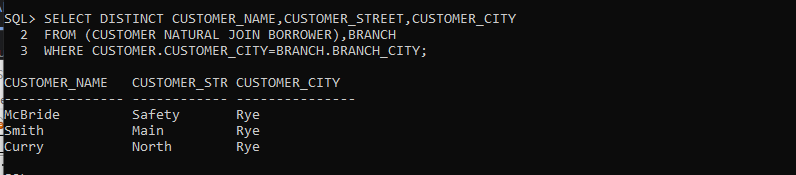 SQL> SELECT DISTINCT CUSTOMER_NAME,CUSTOMER_STREET,CUSTOMER_CITY
  2  FROM (CUSTOMER NATURAL JOIN BORROWER),BRANCH
  3  WHERE CUSTOMER.CUSTOMER_CITY=BRANCH.BRANCH_CITY;
CUSTOMER_NAME   CUSTOMER_STR CUSTOMER_CITY
--------------- ------------ ---------------
McBride         Safety       Rye
Smith           Main         Rye
Curry           North        Rye